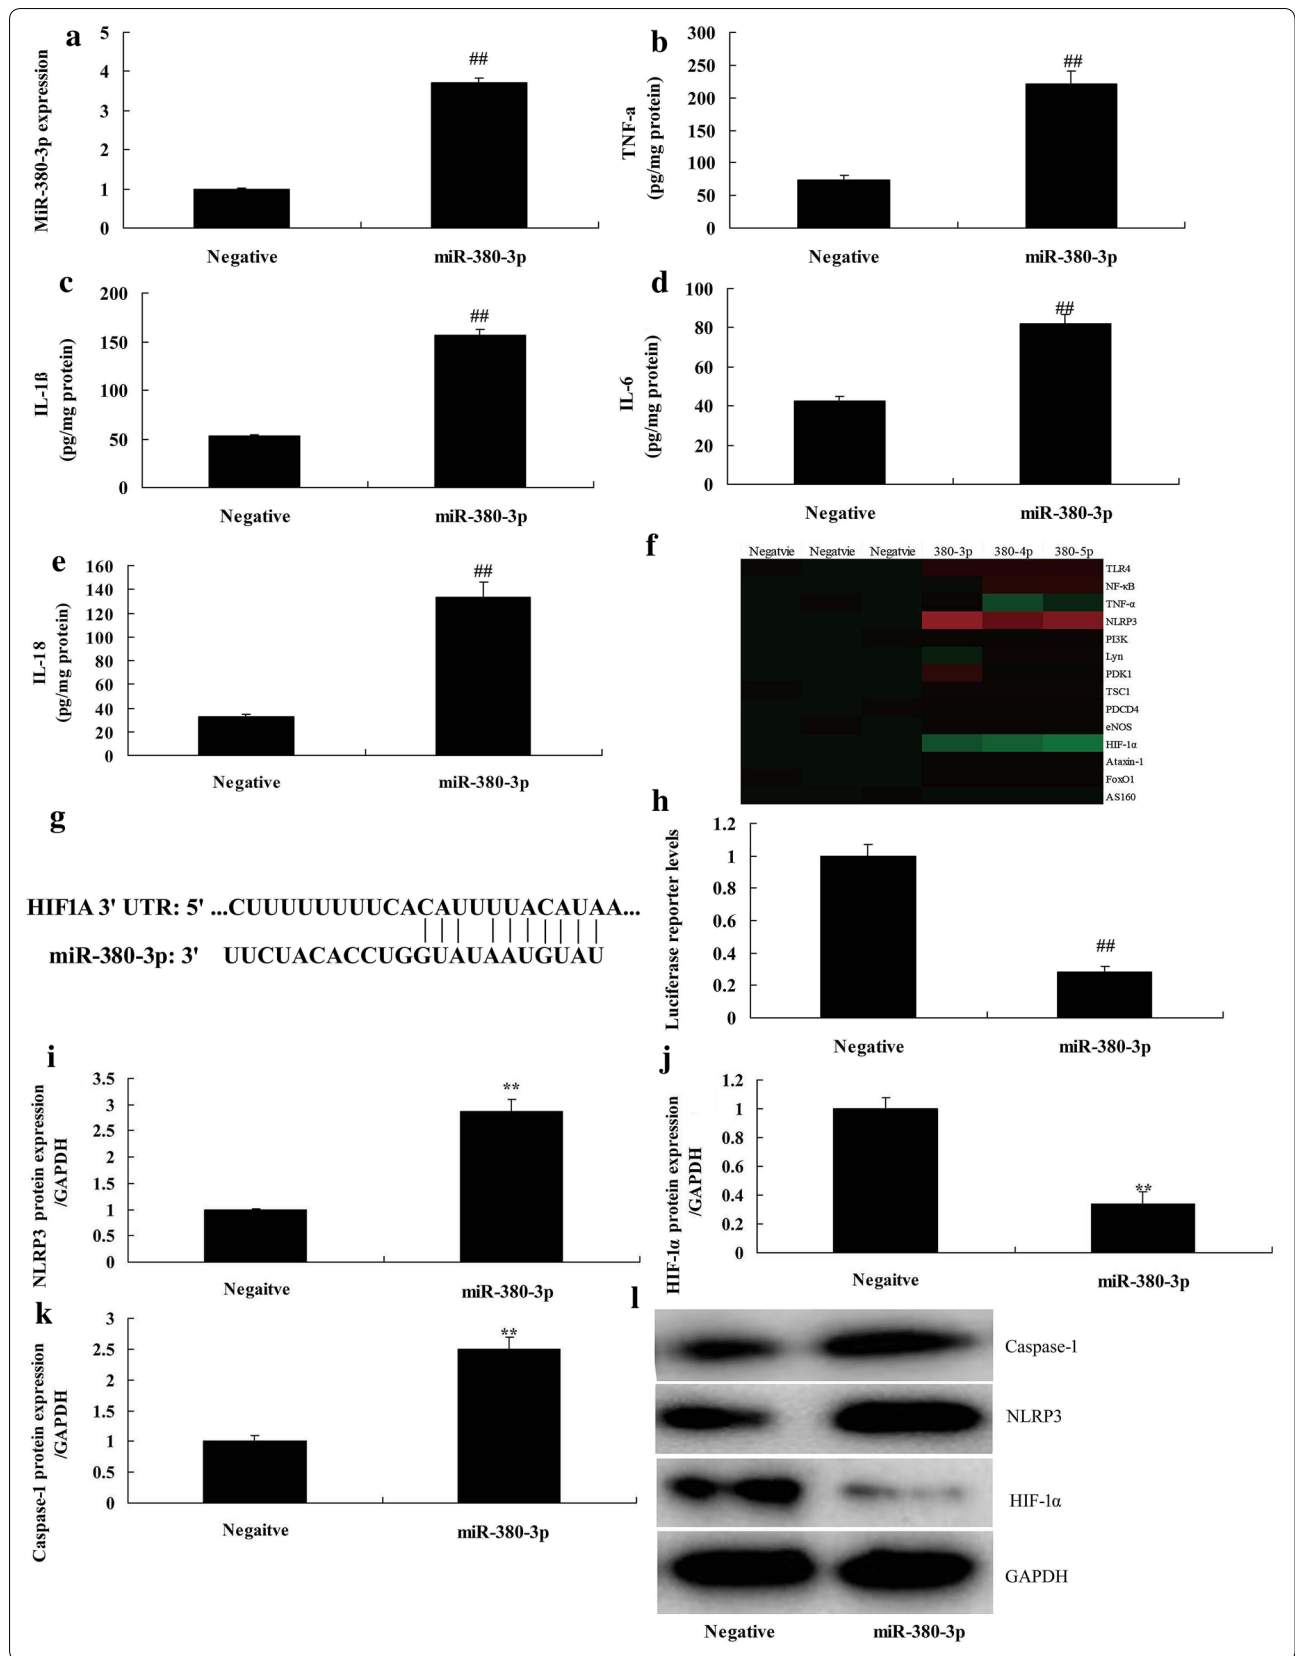 a
MiR-380-3p expression
5
4
3
2
1
0
##
Negative miR-380-3p
b
TNF-a
(pg/mg protein)
300
250
200
150
100
50
0
##
Negative miR-380-3p
c
IL-1ß
(pg/mg protein)
200
150
100
50
0
##
Negative miR-380-3p
d
IL-6
(pg/mg protein)
100
80
60
40
20
0
##
Negative miR-380-3p
e
IL-18
(pg/mg protein)
160
140
120
100
80
60
40
20
0
##
Negative miR-380-3p
f
Negatvie Negatvie Negatvie 380-3p 380-4p 380-5p
TLR4
NF-κB
TNF-α
NLRP3
PI3K
Lyn
PDK1
TSC1
PDCD4
eNOS
HIF-1α
Ataxin-1
FoxO1
AS160
g
HIF1A 3' UTR: 5' ...CUUUUUUUUCACAUUUUACAUAA...
miR-380-3p: 3' UUCUACACCUGGUAUAAUGUAU
h
Luciferase reporter levels
1.2
1
0.8
0.6
0.4
0.2
0
##
Negative miR-380-3p
i
NLRP3 protein expression
/GAPDH
3.5
3
2.5
2
1.5
1
0.5
0
**
Negaitve miR-380-3p
j
HIF-1α protein expression
/GAPDH
1.2
1
0.8
0.6
0.4
0.2
0
**
Negaitve miR-380-3p
k
Caspase-1 protein expression
/GAPDH
3
2.5
2
1.5
1
0.5
0
**
Negaitve miR-380-3p
l
Caspase-1
NLRP3
HIF-1α
GAPDH
Negative miR-380-3p